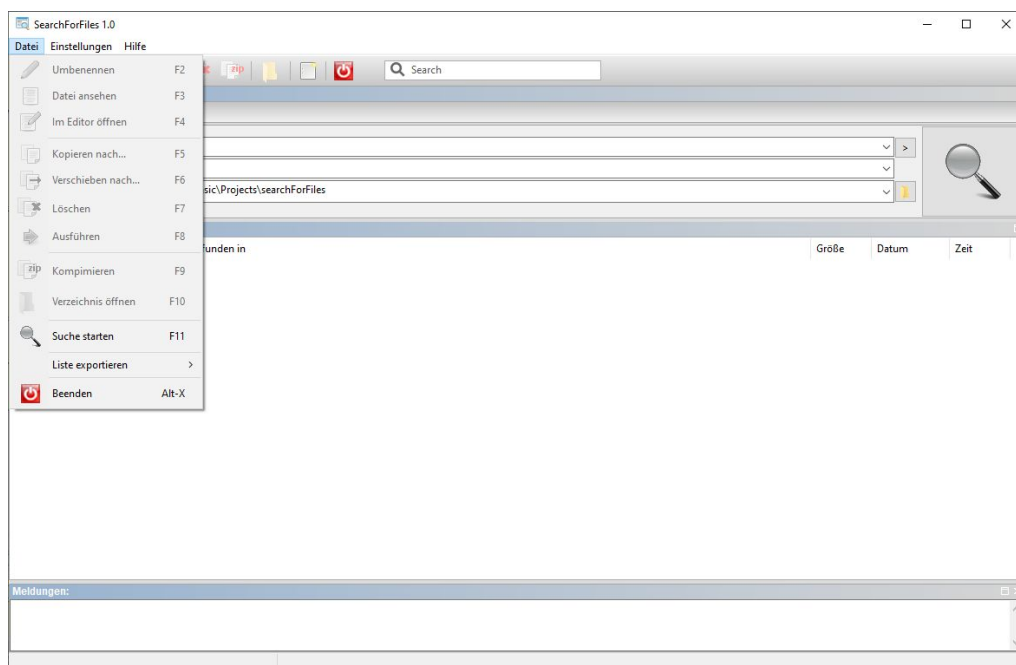 SearchForFiles 1.0
Datei Einstellungen Hilfe
Umbenennen F2
zip
Search
Datei ansehen F3
Im Editor öffnen F4
Kopieren nach... F5
>
Verschieben nach... F6
sic\Projects\searchForFiles
Löschen F7
Ausführen F8
funden in Größe Datum Zeit
zip Kompimieren F9
Verzeichnis öffnen F10
Suche starten F11
Liste exportieren >
Beenden Alt-X
Meldungen: